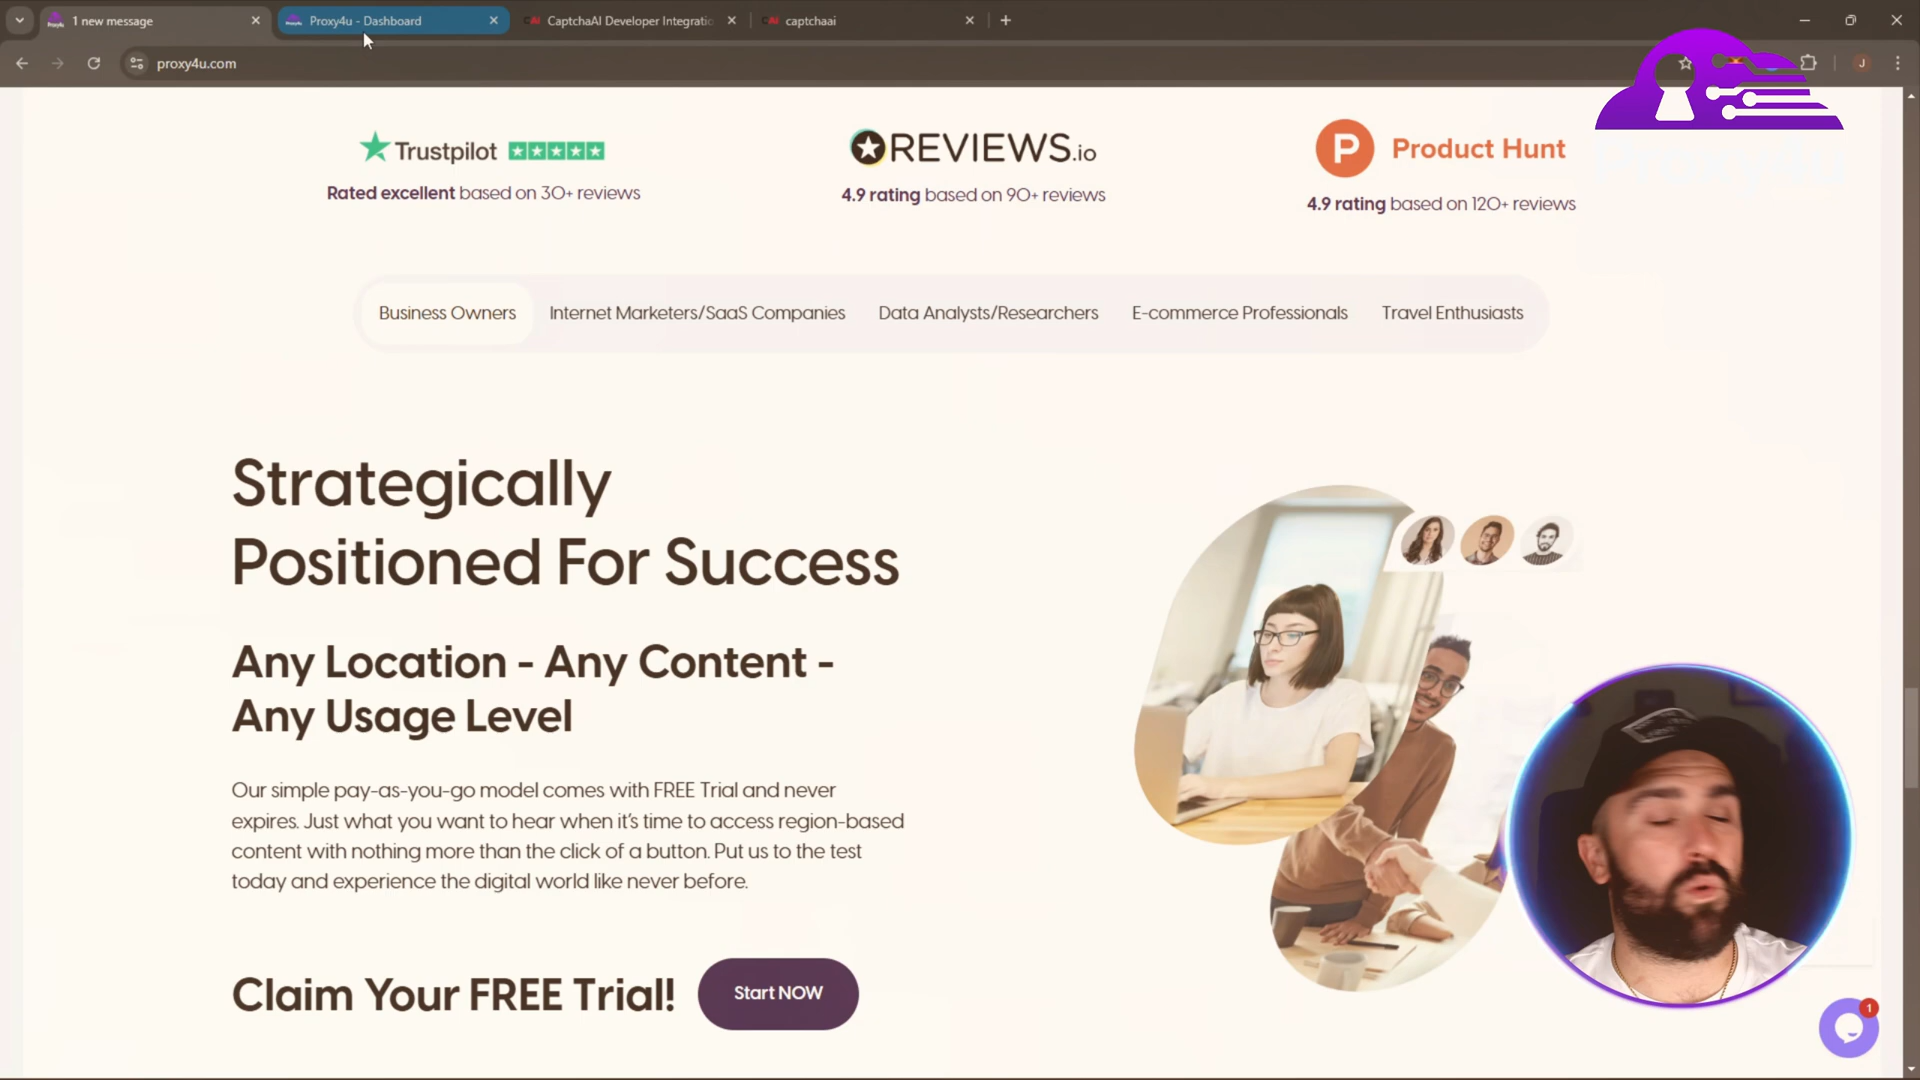 1 new message
Proxy4u - Dashboard
CaptchaAI Developer Integratio
captchaai
proxy4u.com
J
Trustpilot
REVIEWS.io
P Product Hunt
Rated excellent based on 30+ reviews
4.9 rating based on 90+ reviews
4.9 rating based on 120+ reviews
Business Owners
Internet Marketers/SaaS Companies
Data Analysts/Researchers
E-commerce Professionals
Travel Enthusiasts
Strategically
Positioned For Success
Any Location - Any Content -
Any Usage Level
Our simple pay-as-you-go model comes with FREE Trial and never
expires. Just what you want to hear when it's time to access region-based
content with nothing more than the click of a button. Put us to the test
today and experience the digital world like never before.
Claim Your FREE Trial!
Start NOW
1